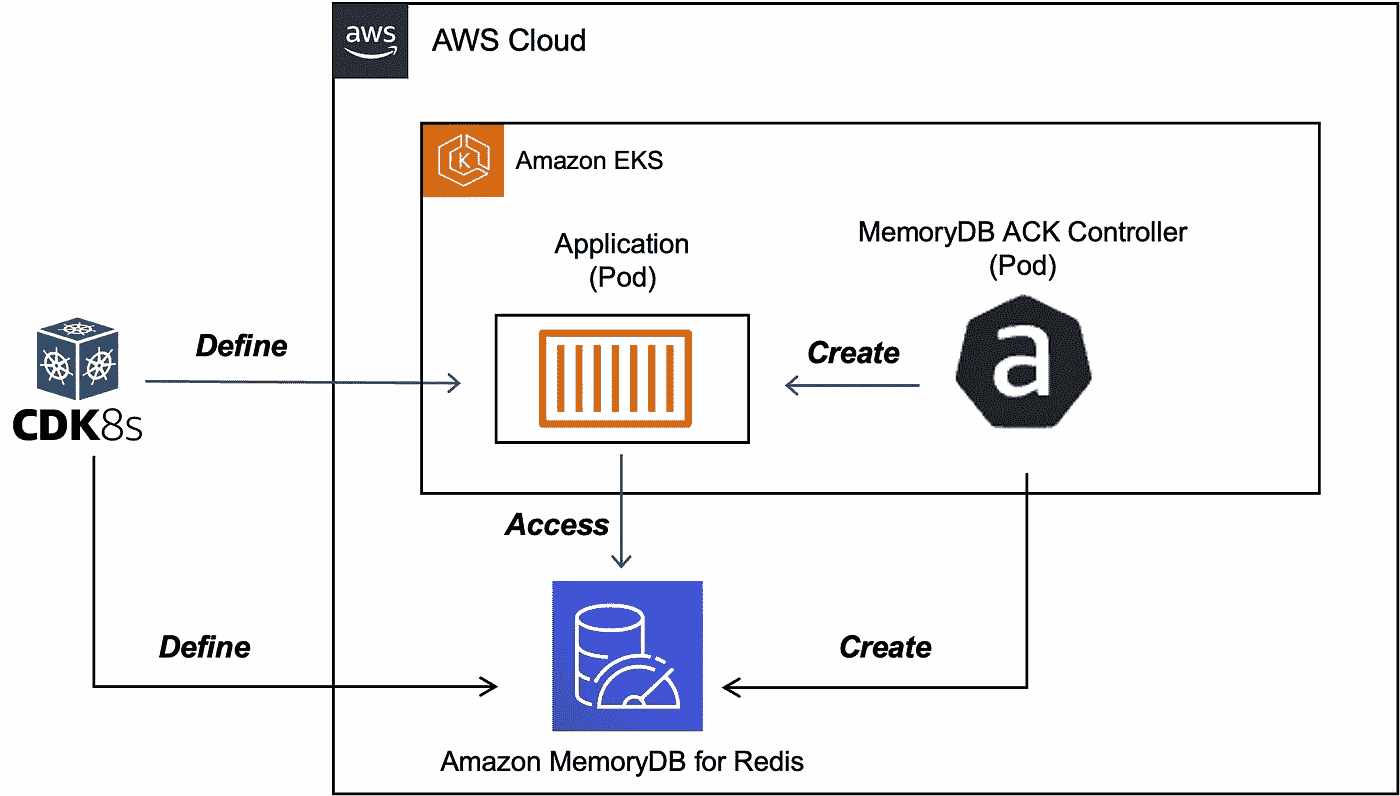 aws
AWS Cloud
K
Amazon EKS
Application
(Pod)
MemoryDB ACK Controller
(Pod)
a
Define
Create
CDK8s
Access
Define
Create
Amazon MemoryDB for Redis